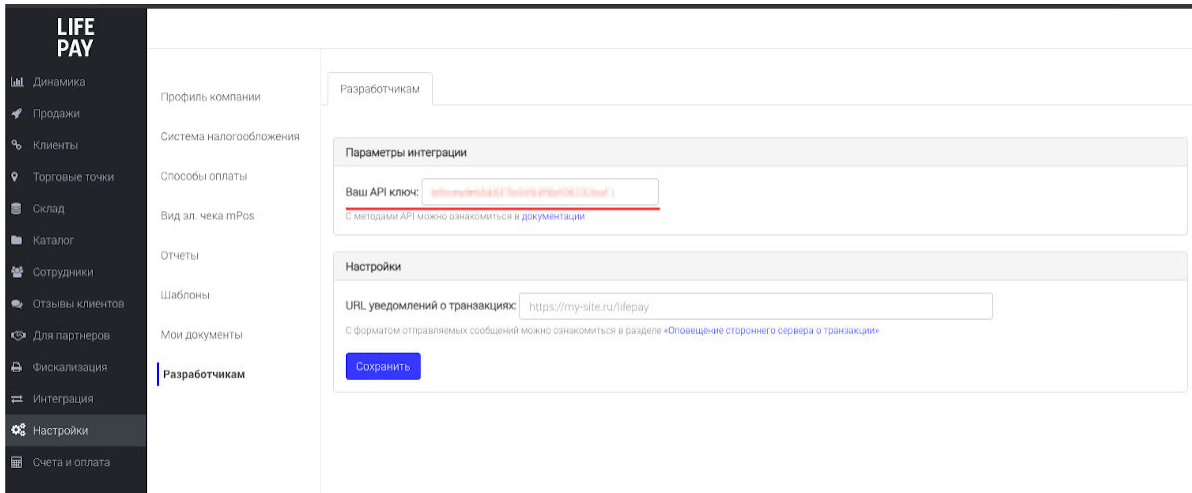 LIFE
PAY
Динамика
Продажи
Клиенты
Торговые точки
Склад
Каталог
Сотрудники
Отзывы клиентов
Для партнеров
Фискализация
Интеграция
Настройки
Счета и оплата
Профиль компании
Система налогообложения
Способы оплаты
Вид эл. чека mPos
Отчеты
Шаблоны
Мои документы
Разработчикам
Разработчикам
Параметры интеграции
Ваш API ключ:
С методами API можно ознакомиться в документации
Настройки
URL уведомлений о транзакциях: https://my-site.ru/lifepay
С форматом отправляемых сообщений можно ознакомиться в разделе «Оповещение стороннего сервера о транзакции»
Сохранить